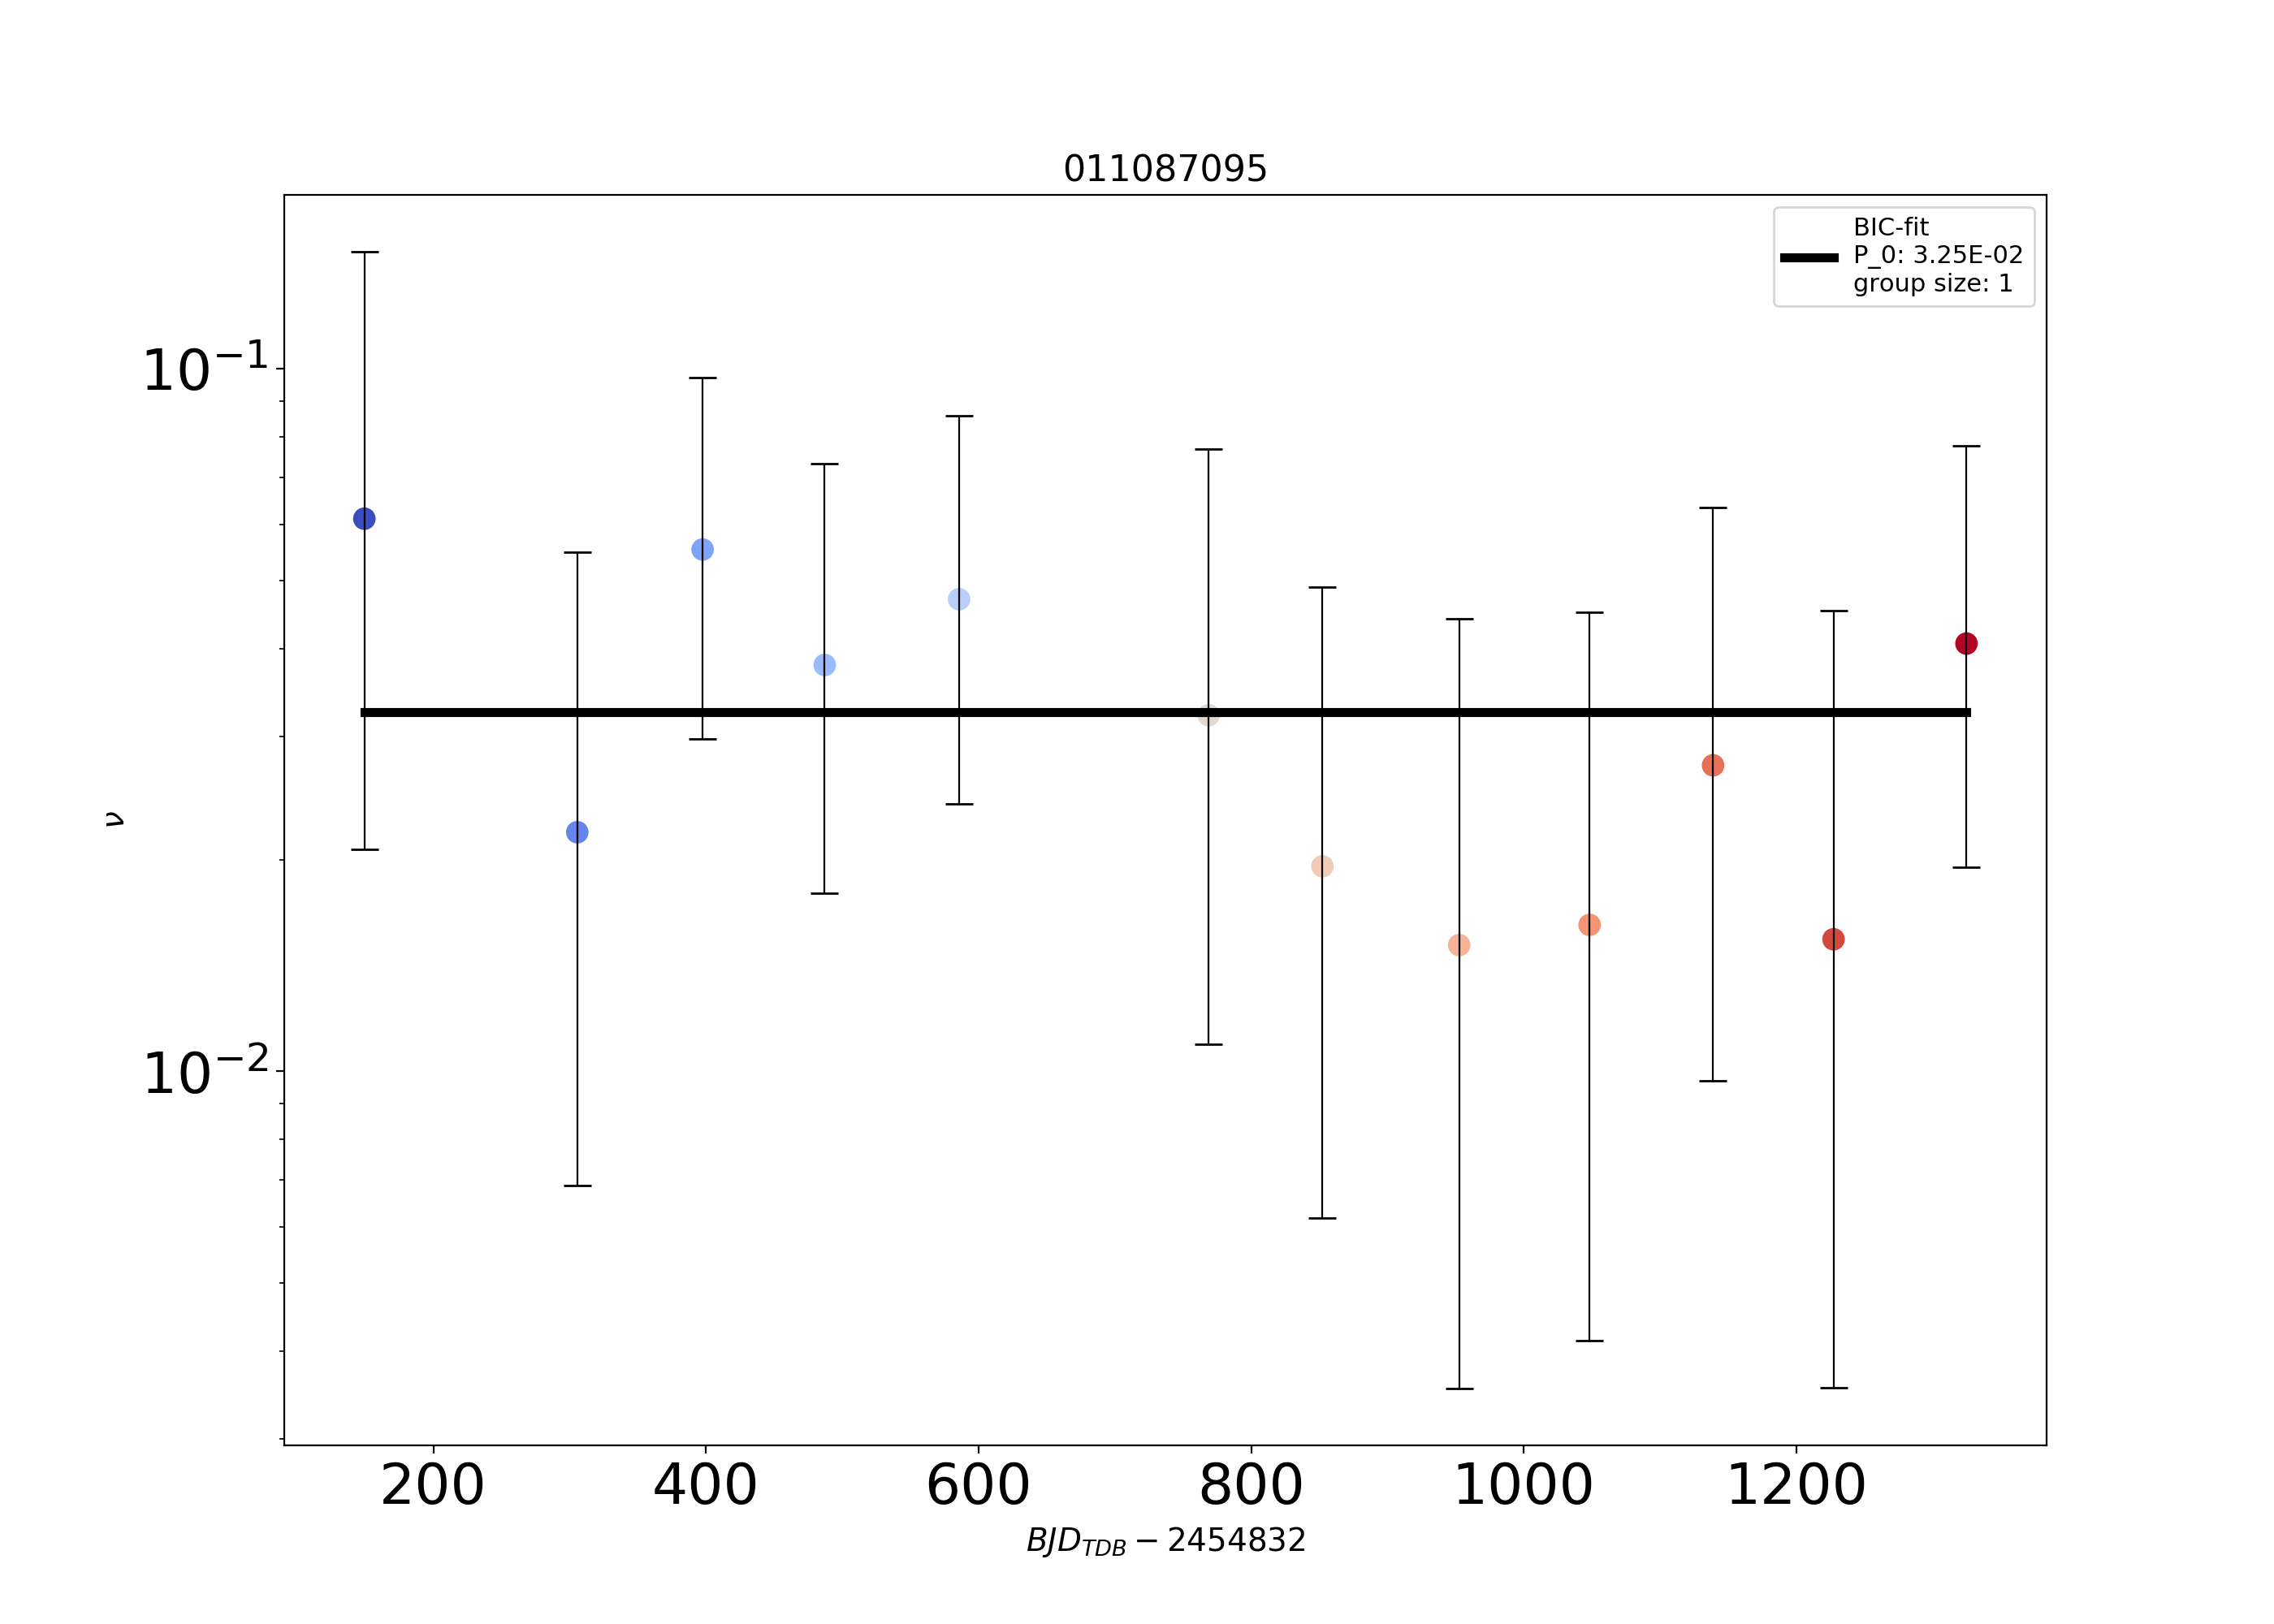 011087095
BIC-fit
P_0: 3.25E-02
group size: 1
10⁻¹
10⁻²
ν
200 400 600 800 1000 1200
BJD_TDB − 2454832